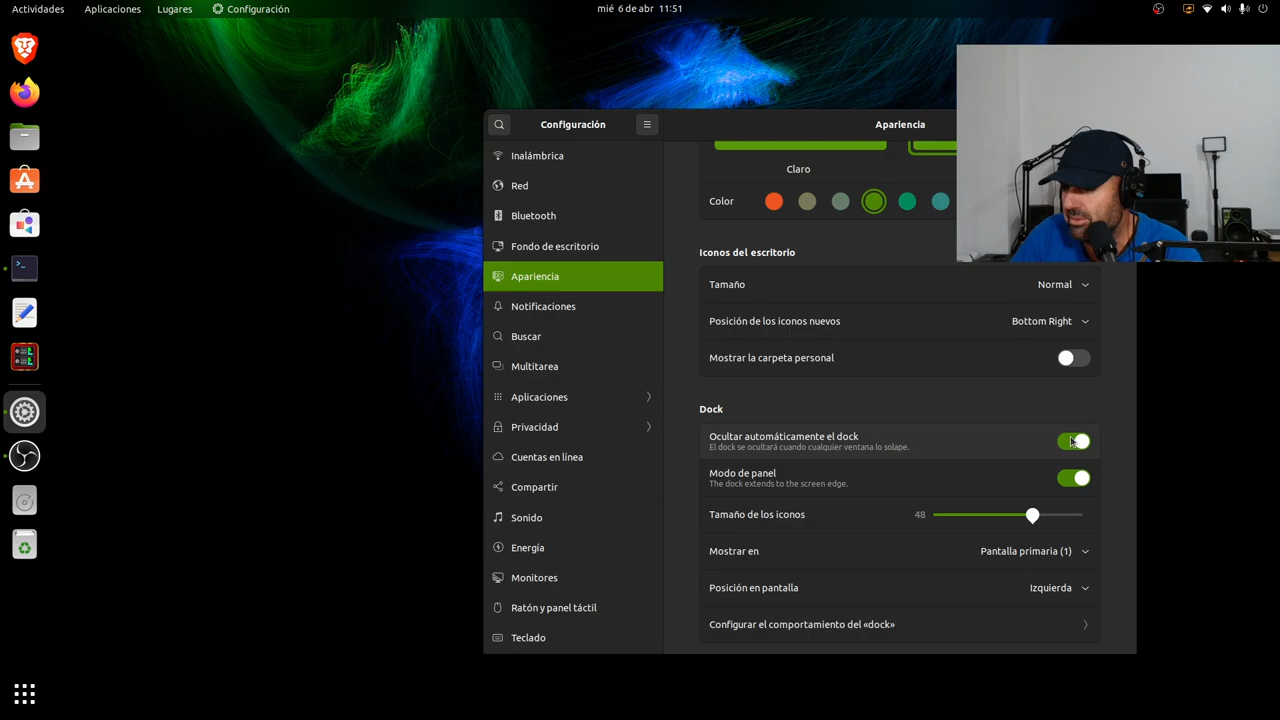 Actividades Aplicaciones Lugares Configuración mié 6 de abr 11:51
Configuración
Apariencia
Inalámbrica
Red
Bluetooth
Fondo de escritorio
Apariencia
Notificaciones
Buscar
Multitarea
Aplicaciones
Privacidad
Cuentas en línea
Compartir
Sonido
Energía
Monitores
Ratón y panel táctil
Teclado
Claro
Color
Iconos del escritorio
Tamaño Normal
Posición de los iconos nuevos Bottom Right
Mostrar la carpeta personal
Dock
Ocultar automáticamente el dock
El dock se ocultará cuando cualquier ventana lo solape.
Modo de panel
The dock extends to the screen edge.
Tamaño de los iconos 48
Mostrar en Pantalla primaria (1)
Posición en pantalla Izquierda
Configurar el comportamiento del «dock»